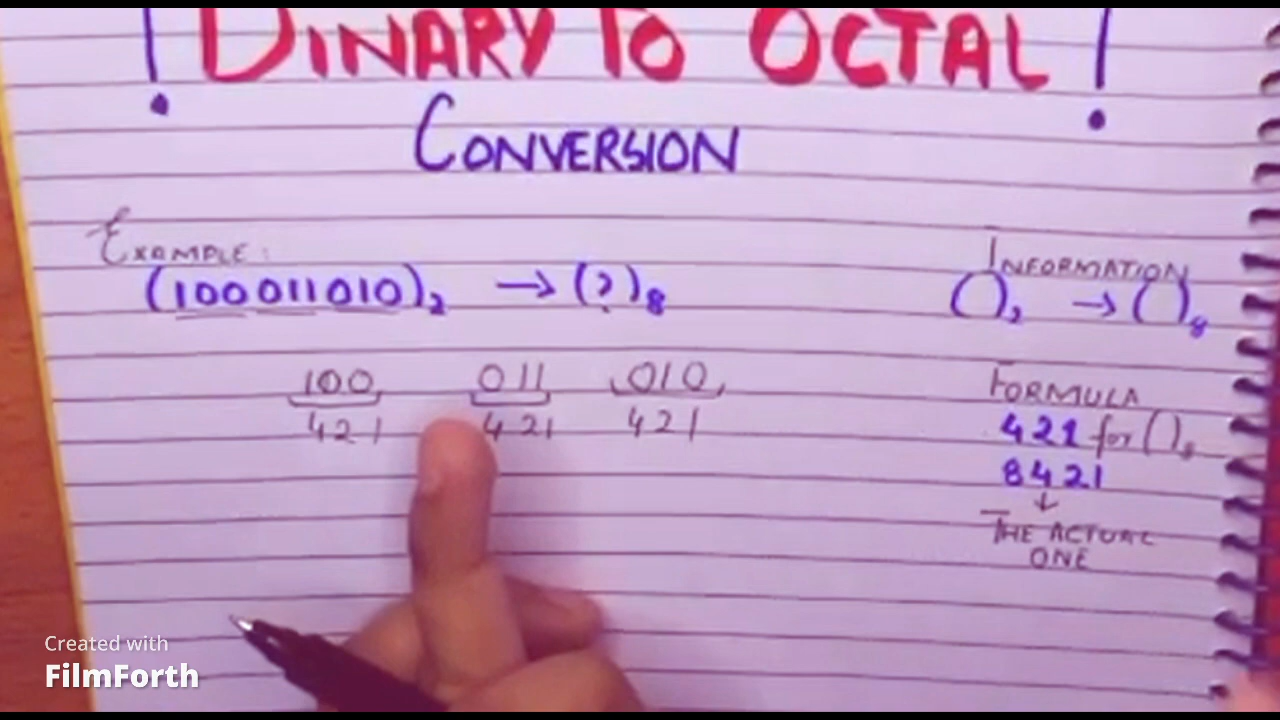 ! BINARY TO OCTAL !
CONVERSION
EXAMPLE:
(100011010)₂ → (?)₈
100 011 010
421 421 421
INFORMATION
()₂ → ()₈
FORMULA
421 for ()₈
8421
↓
THE ACTUAL
ONE
Created with
FilmForth